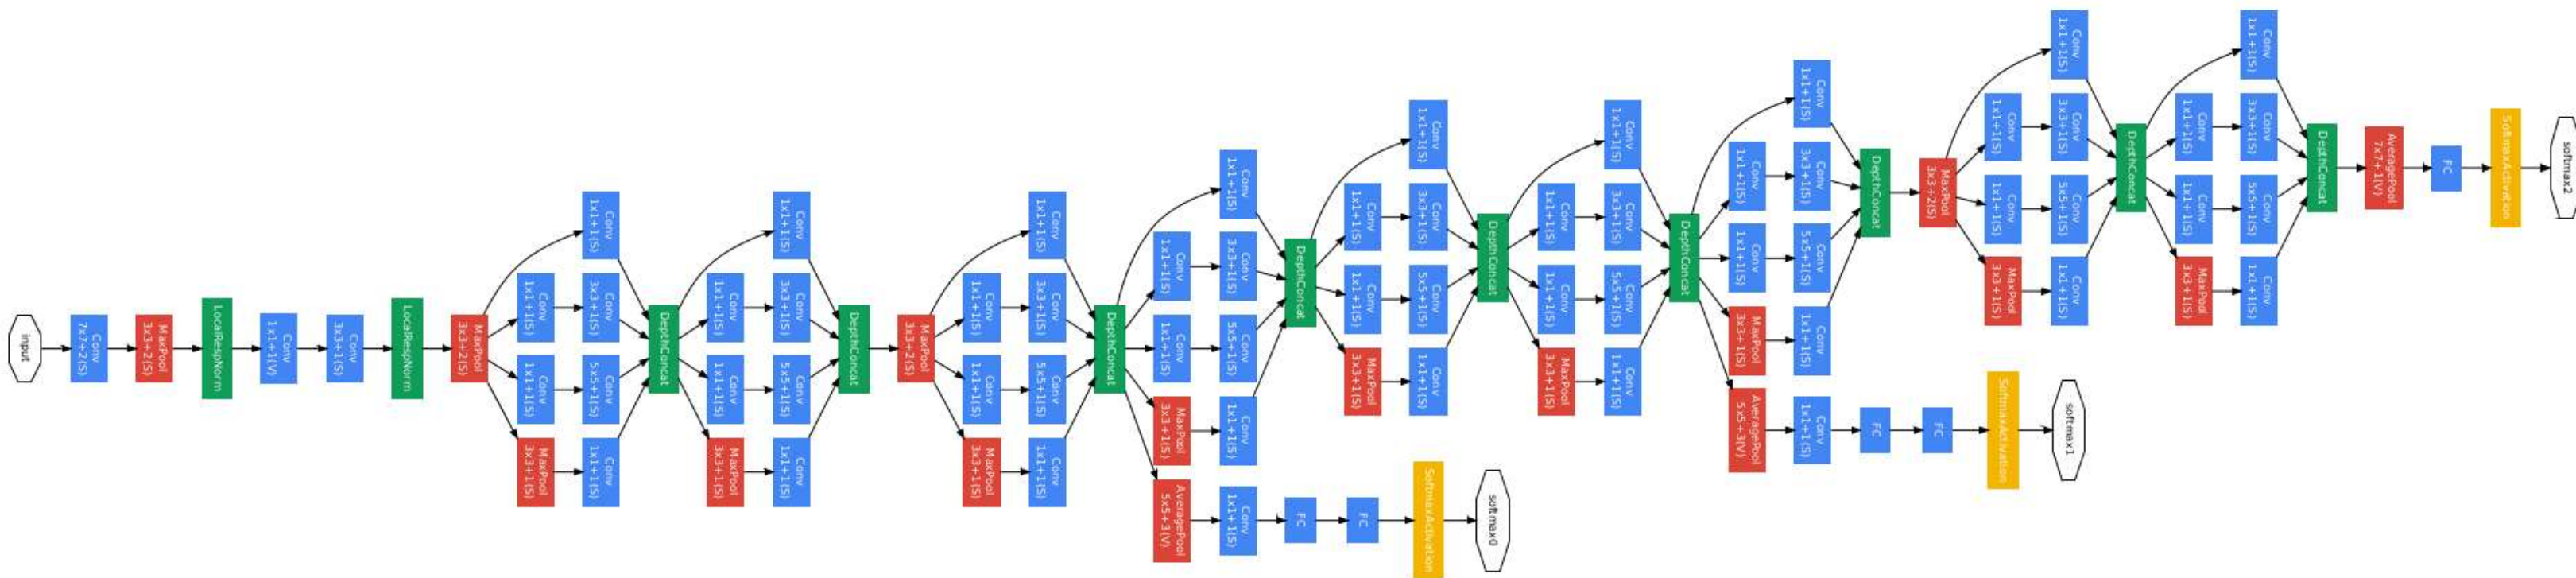 input
Conv
7x7+2(S)
MaxPool
3x3+2(S)
LocalRespNorm
Conv
1x1+1(V)
Conv
3x3+1(S)
LocalRespNorm
MaxPool
3x3+2(S)
Conv
1x1+1(S)
Conv
1x1+1(S)
MaxPool
3x3+1(S)
Conv
1x1+1(S)
Conv
3x3+1(S)
Conv
5x5+1(S)
Conv
1x1+1(S)
DepthConcat
Conv
1x1+1(S)
Conv
1x1+1(S)
MaxPool
3x3+1(S)
Conv
1x1+1(S)
Conv
3x3+1(S)
Conv
5x5+1(S)
Conv
1x1+1(S)
DepthConcat
MaxPool
3x3+2(S)
Conv
1x1+1(S)
Conv
1x1+1(S)
MaxPool
3x3+1(S)
Conv
1x1+1(S)
Conv
3x3+1(S)
Conv
5x5+1(S)
Conv
1x1+1(S)
DepthConcat
Conv
1x1+1(S)
Conv
1x1+1(S)
MaxPool
3x3+1(S)
AveragePool
5x5+3(V)
Conv
1x1+1(S)
Conv
3x3+1(S)
Conv
5x5+1(S)
Conv
1x1+1(S)
Conv
1x1+1(S)
DepthConcat
FC
FC
SoftmaxActivation
softmax0
Conv
1x1+1(S)
Conv
1x1+1(S)
MaxPool
3x3+1(S)
Conv
1x1+1(S)
Conv
3x3+1(S)
Conv
5x5+1(S)
Conv
1x1+1(S)
DepthConcat
Conv
1x1+1(S)
Conv
1x1+1(S)
MaxPool
3x3+1(S)
Conv
1x1+1(S)
Conv
3x3+1(S)
Conv
5x5+1(S)
Conv
1x1+1(S)
DepthConcat
Conv
1x1+1(S)
Conv
1x1+1(S)
MaxPool
3x3+1(S)
AveragePool
5x5+3(V)
Conv
1x1+1(S)
Conv
3x3+1(S)
Conv
5x5+1(S)
Conv
1x1+1(S)
Conv
1x1+1(S)
DepthConcat
FC
FC
SoftmaxActivation
softmax1
MaxPool
3x3+2(S)
Conv
1x1+1(S)
Conv
1x1+1(S)
MaxPool
3x3+1(S)
Conv
1x1+1(S)
Conv
3x3+1(S)
Conv
5x5+1(S)
Conv
1x1+1(S)
DepthConcat
Conv
1x1+1(S)
Conv
1x1+1(S)
MaxPool
3x3+1(S)
Conv
1x1+1(S)
Conv
3x3+1(S)
Conv
5x5+1(S)
Conv
1x1+1(S)
DepthConcat
AveragePool
7x7+1(V)
FC
SoftmaxActivation
softmax2